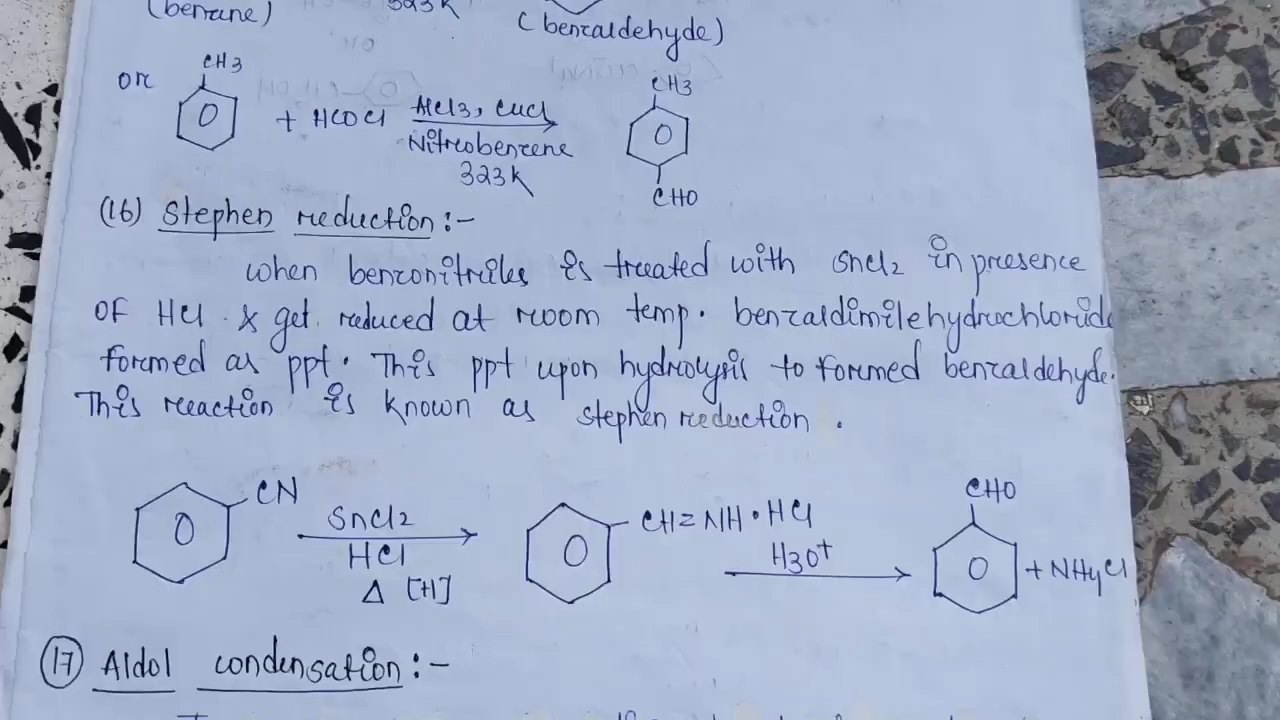 (benzene) 323K (benzaldehyde)
or CH3 + HCOCl AlCl3, CuCl CH3
Nitrobenzene
323K CHO
(16) Stephen reduction :-
when benzonitriles is treated with SnCl2 in presence
of HCl & get reduced at room temp. benzaldimilehydrochloride
formed as ppt. This ppt upon hydrolysis to formed benzaldehyde.
This reaction is known as stephen reduction .
CN SnCl2 CH=NH•HCl CHO
HCl H3O+ + NH4Cl
Δ [H]
(17) Aldol condensation :-